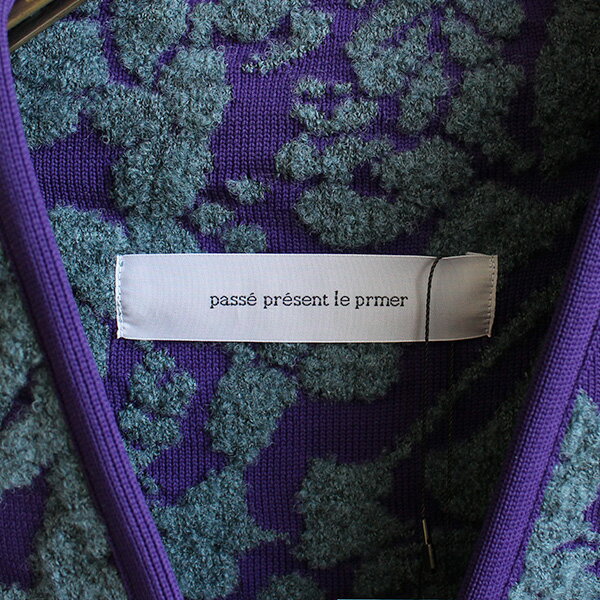 passé présent le prmer